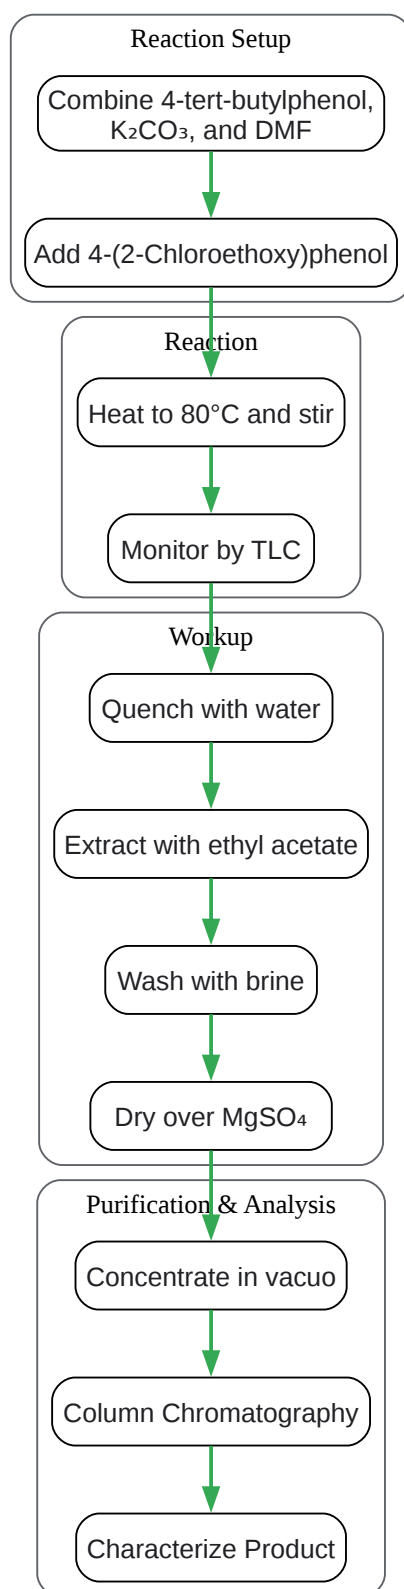 Reaction Setup
Combine 4-tert-butylphenol,
K₂CO₃, and DMF
Add 4-(2-Chloroethoxy)phenol
Reaction
Heat to 80°C and stir
Monitor by TLC
Workup
Quench with water
Extract with ethyl acetate
Wash with brine
Dry over MgSO₄
Purification & Analysis
Concentrate in vacuo
Column Chromatography
Characterize Product